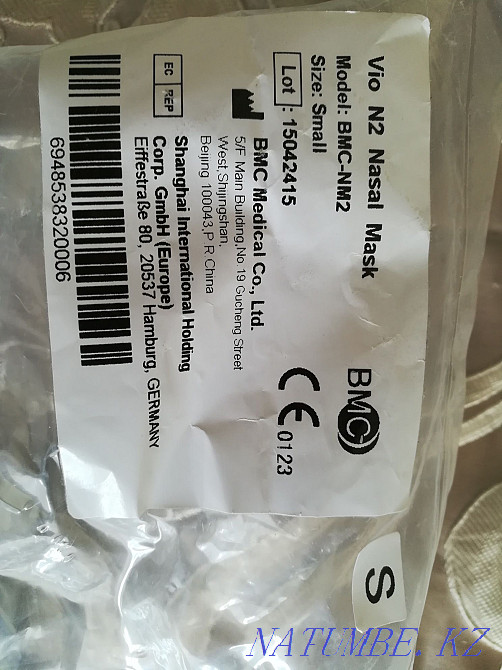 Vio N2 Nasal Mask
Model: BMC-NM2
Size: Small
Lot : 15042415
BMC
BMC Medical Co., Ltd.
5/F Main Building,No.19 Gucheng Street
West,Shijingshan,
Beijing 100043,P.R.China
CE 0123
EC REP
Shanghai International Holding
Corp. GmbH (Europe)
Eiffestraße 80, 20537 Hamburg, GERMANY
6948538320006
S
NATUMBE.KZ